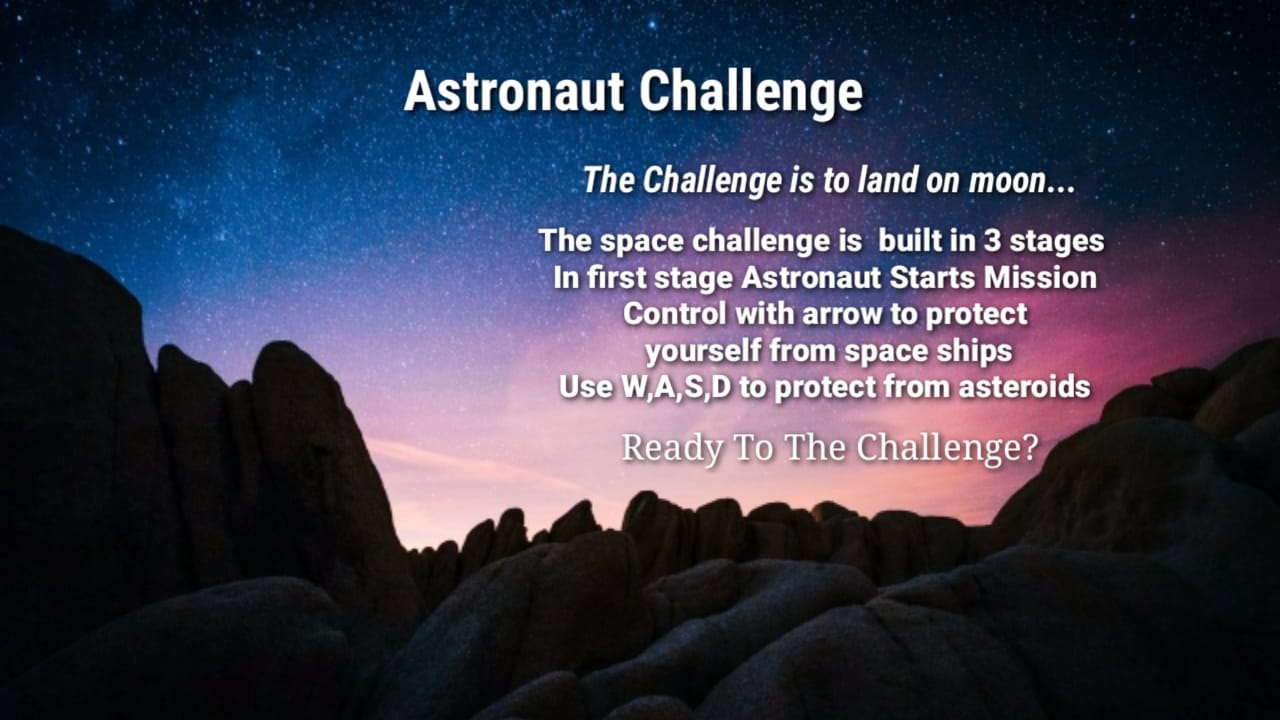 Astronaut Challenge
The Challenge is to land on moon...
The space challenge is  built in 3 stages
In first stage Astronaut Starts Mission
Control with arrow to protect
yourself from space ships
Use W,A,S,D to protect from asteroids
Ready To The Challenge?